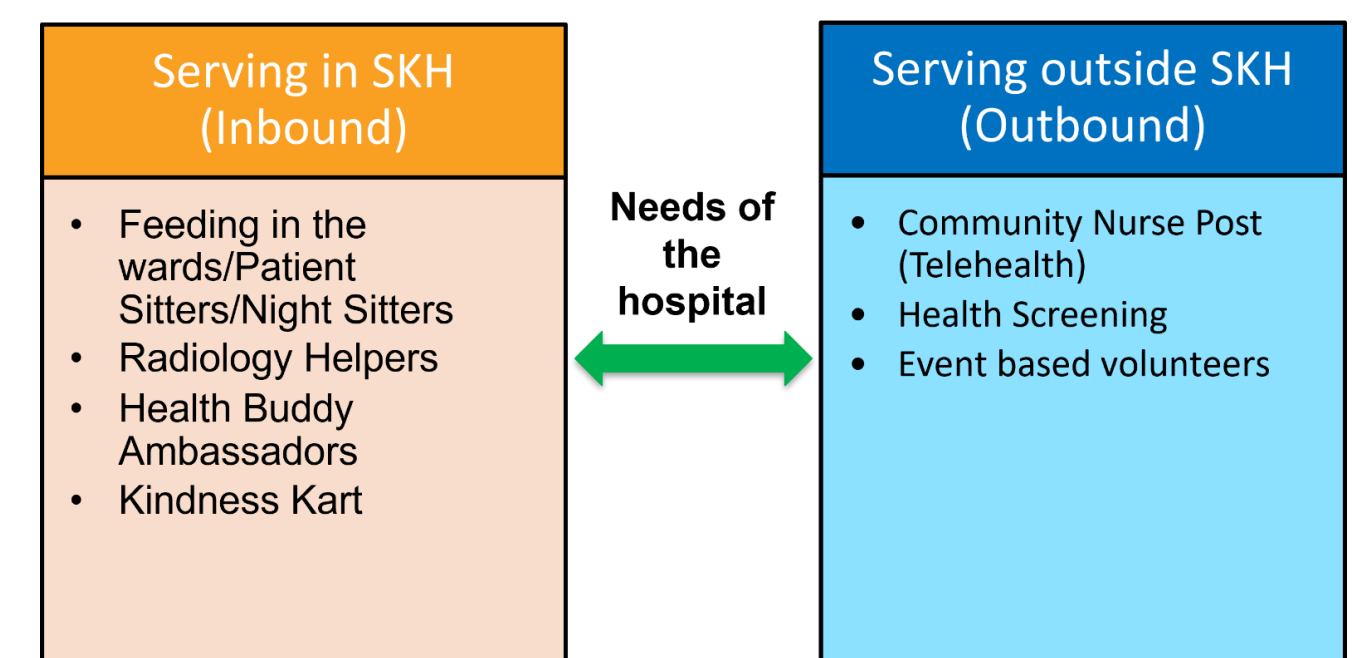 Serving in SKH
(Inbound)
• Feeding in the
wards/Patient
Sitters/Night Sitters
• Radiology Helpers
• Health Buddy
Ambassadors
• Kindness Kart
Needs of
the
hospital
Serving outside SKH
(Outbound)
• Community Nurse Post
(Telehealth)
• Health Screening
• Event based volunteers